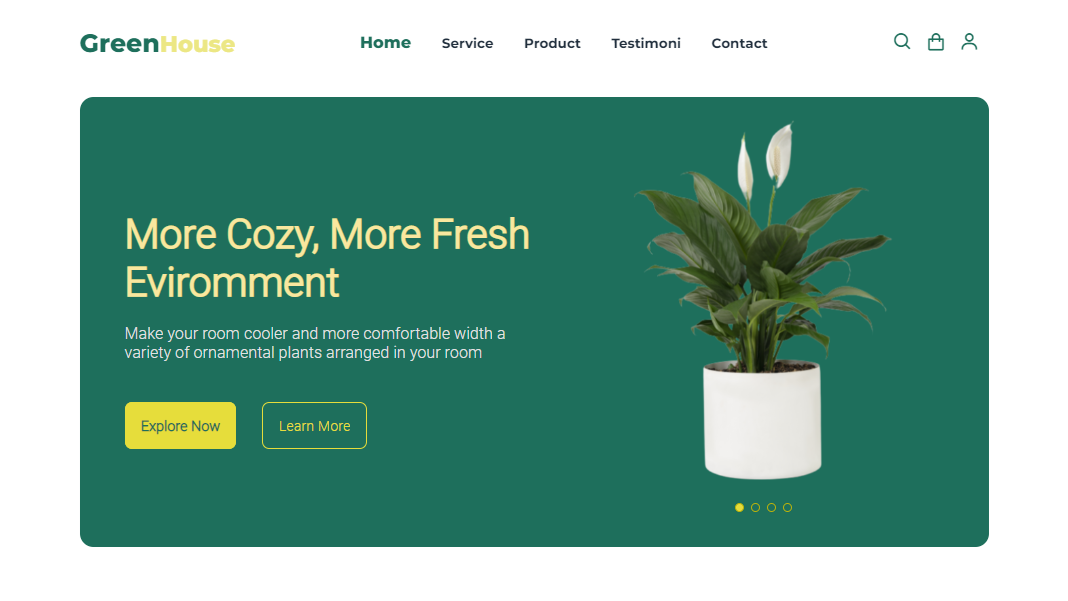 GreenHouse
Home Service Product Testimoni Contact
More Cozy, More Fresh
Eviromment
Make your room cooler and more comfortable width a
variety of ornamental plants arranged in your room
Explore Now Learn More